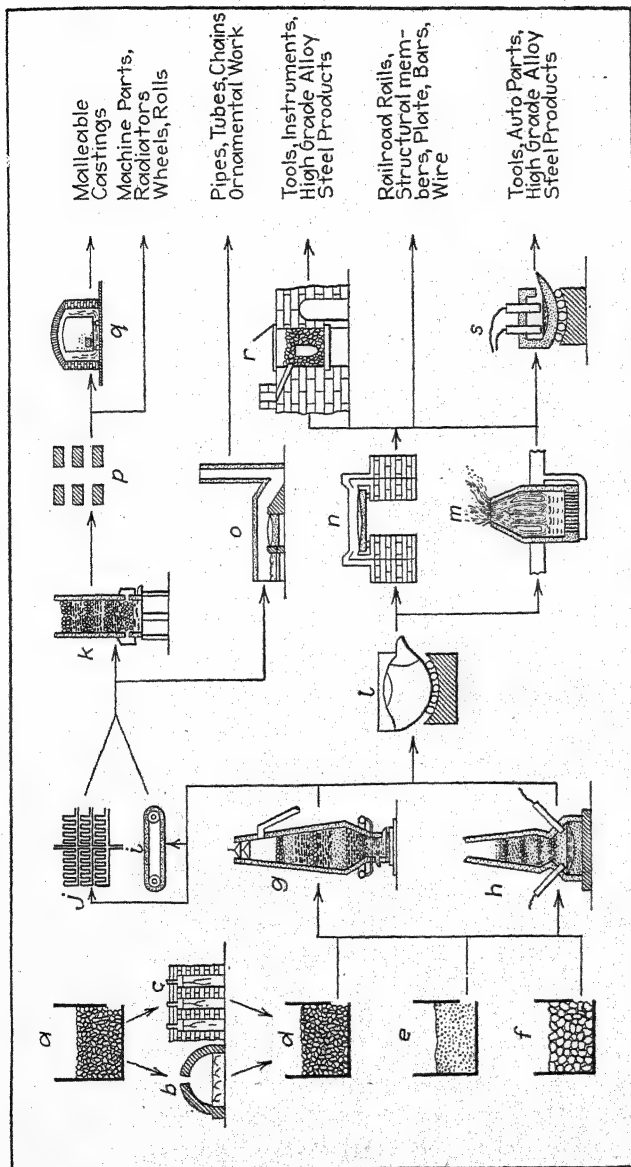 a
b
c
d
e
f
g
h
i
j
k
l
m
n
o
p
q
r
s
Malleable
Castings
Machine Parts,
Radiators
Wheels, Rolls
Pipes, Tubes, Chains
Ornamental Work
Tools, Instruments,
High Grade Alloy
Steel Products
Railroad Rails,
Structural mem-
bers, Plate, Bars,
Wire
Tools, Auto Parts,
High Grade Alloy
Steel Products